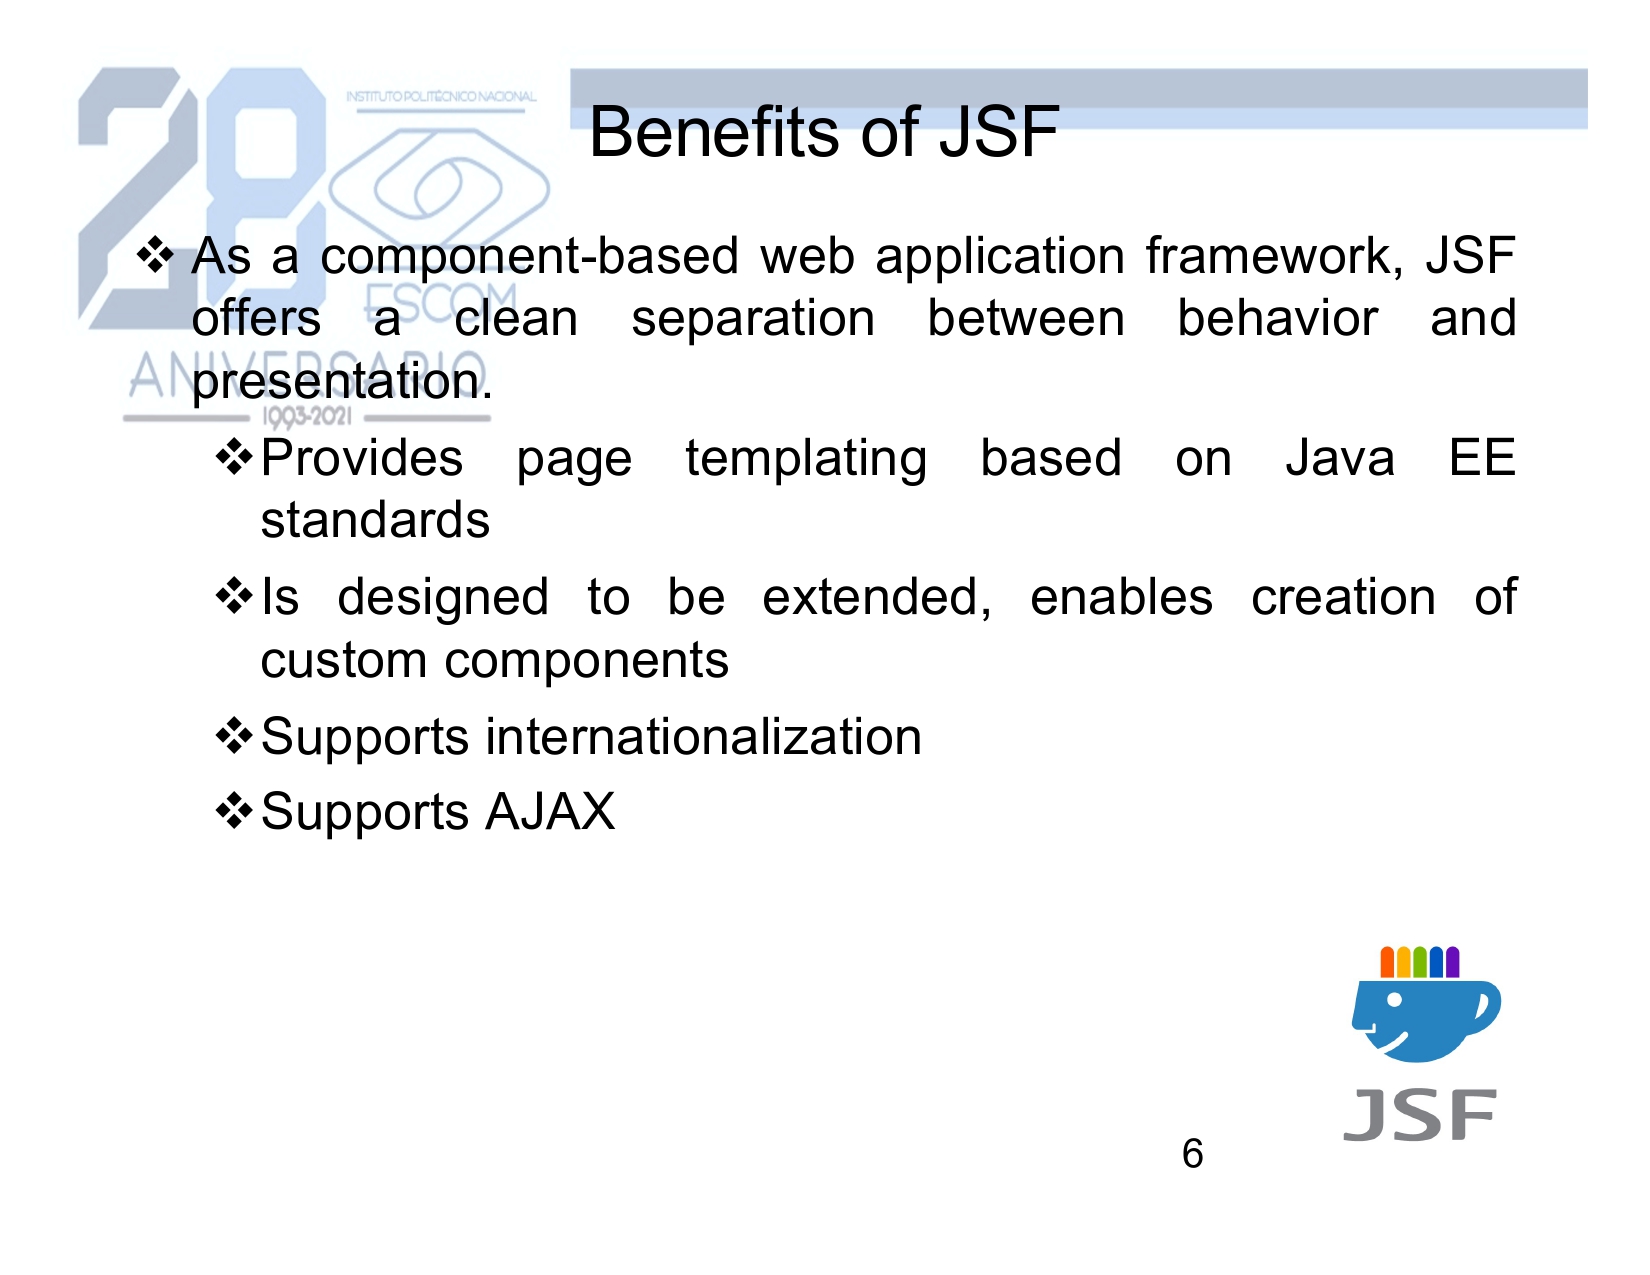 28
INSTITUTO POLITÉCNICO NACIONAL
Benefits of JSF
❖ As a component-based web application framework, JSF
offers a clean separation between behavior and
presentation.
ESCOM
ANIVERSARIO
1993-2021
❖Provides page templating based on Java EE
standards
❖Is designed to be extended, enables creation of
custom components
❖Supports internationalization
❖Supports AJAX
JSF
6